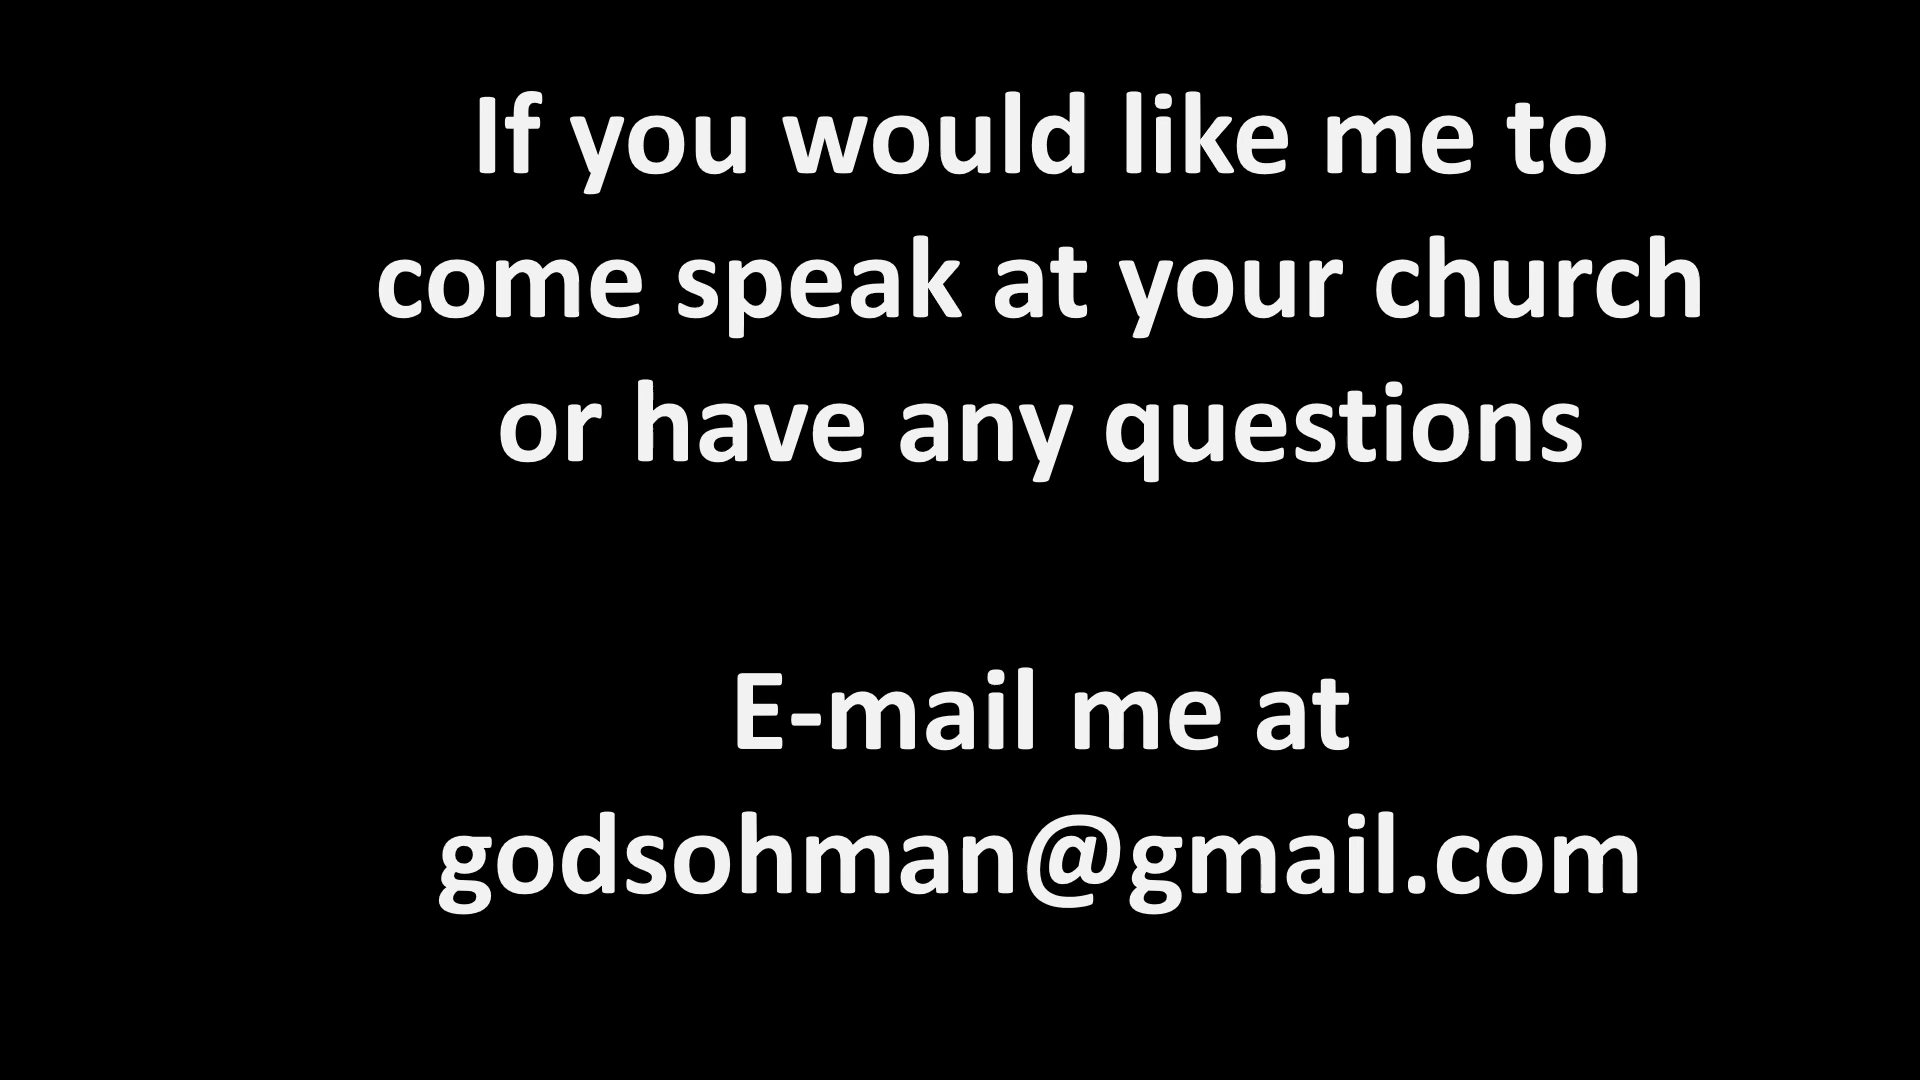 If you would like me to
come speak at your church
or have any questions
E-mail me at
godsohman@gmail.com